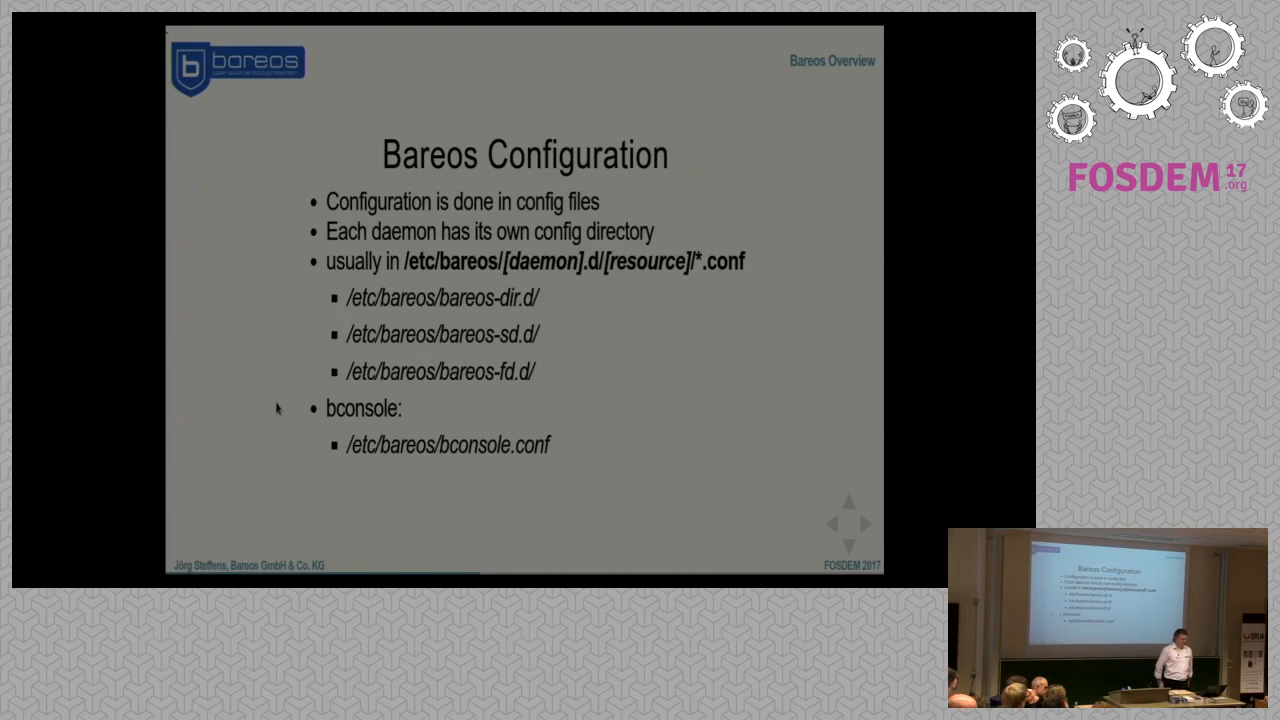 bareos
Bareos Overview
Bareos Configuration
• Configuration is done in config files
• Each daemon has its own config directory
• usually in /etc/bareos/[daemon].d/[resource]/*.conf
▪ /etc/bareos/bareos-dir.d/
▪ /etc/bareos/bareos-sd.d/
▪ /etc/bareos/bareos-fd.d/
• bconsole:
▪ /etc/bareos/bconsole.conf
Jörg Steffens, Bareos GmbH & Co. KG
FOSDEM 2017
FOSDEM 17
.org
Bareos Configuration